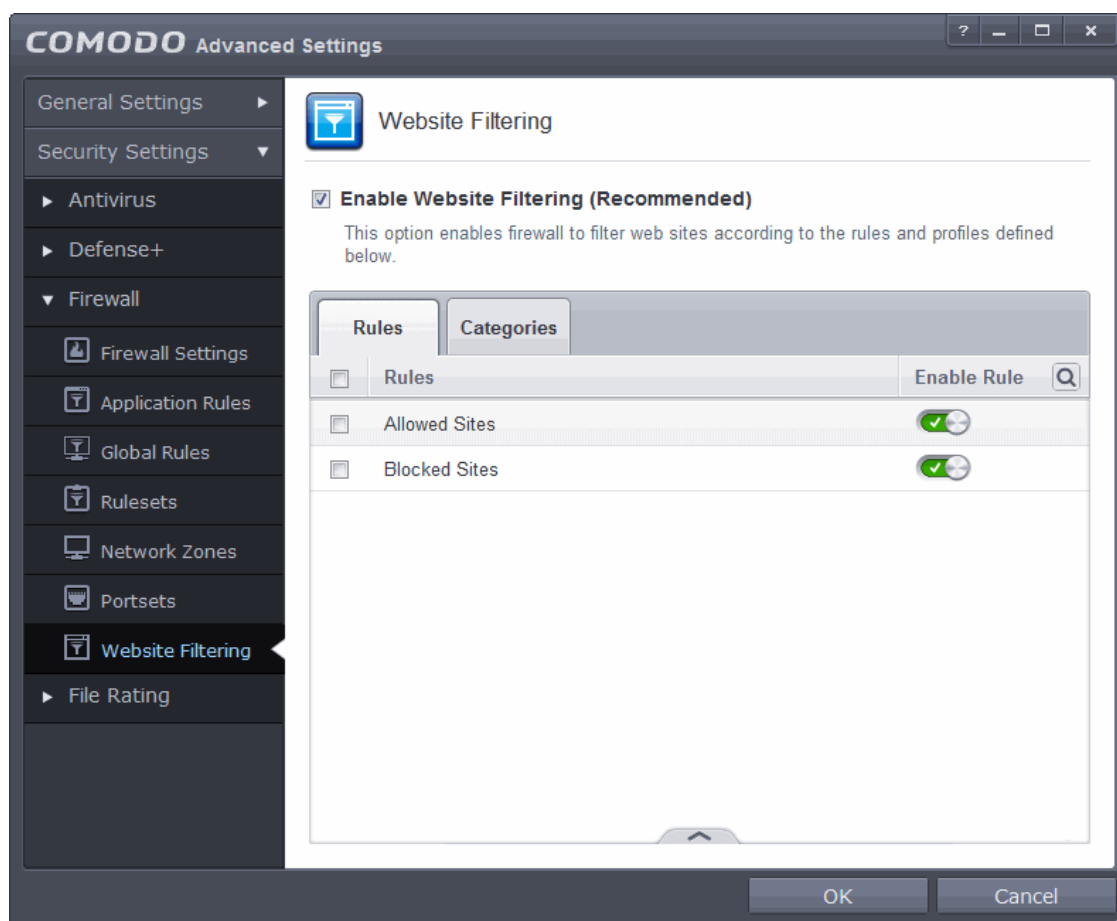 COMODO Advanced Settings
?
General Settings
Security Settings
Antivirus
Defense+
Firewall
Firewall Settings
Application Rules
Global Rules
Rulesets
Network Zones
Portsets
Website Filtering
File Rating
Website Filtering
Enable Website Filtering (Recommended)
This option enables firewall to filter web sites according to the rules and profiles defined
below.
Rules Categories
Rules Enable Rule
Allowed Sites
Blocked Sites
OK Cancel